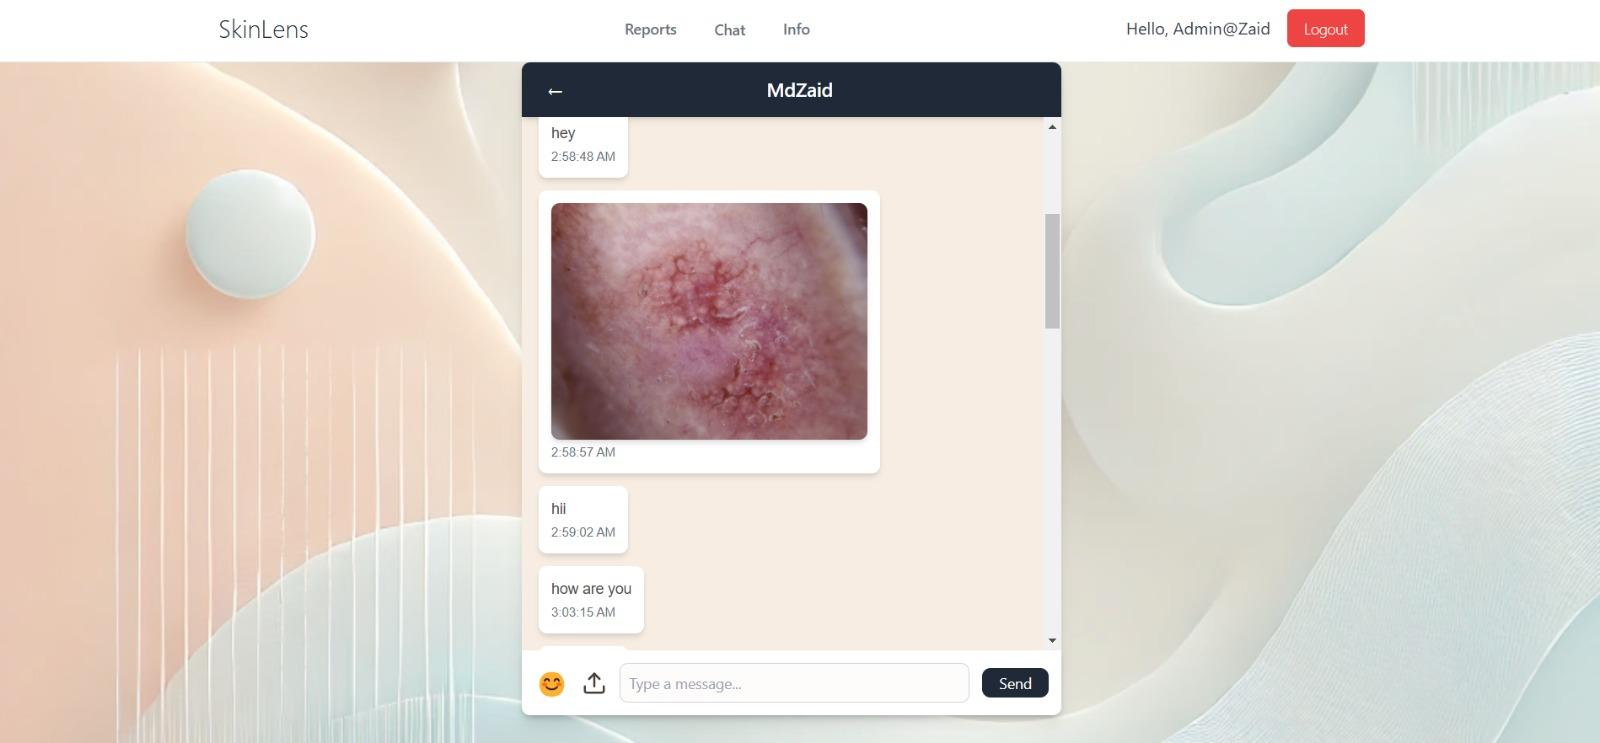 SkinLens
Reports
Chat
Info
Hello, Admin@Zaid
Logout
←
MdZaid
hey
2:58:48 AM
2:58:57 AM
hii
2:59:02 AM
how are you
3:03:15 AM
Type a message...
Send